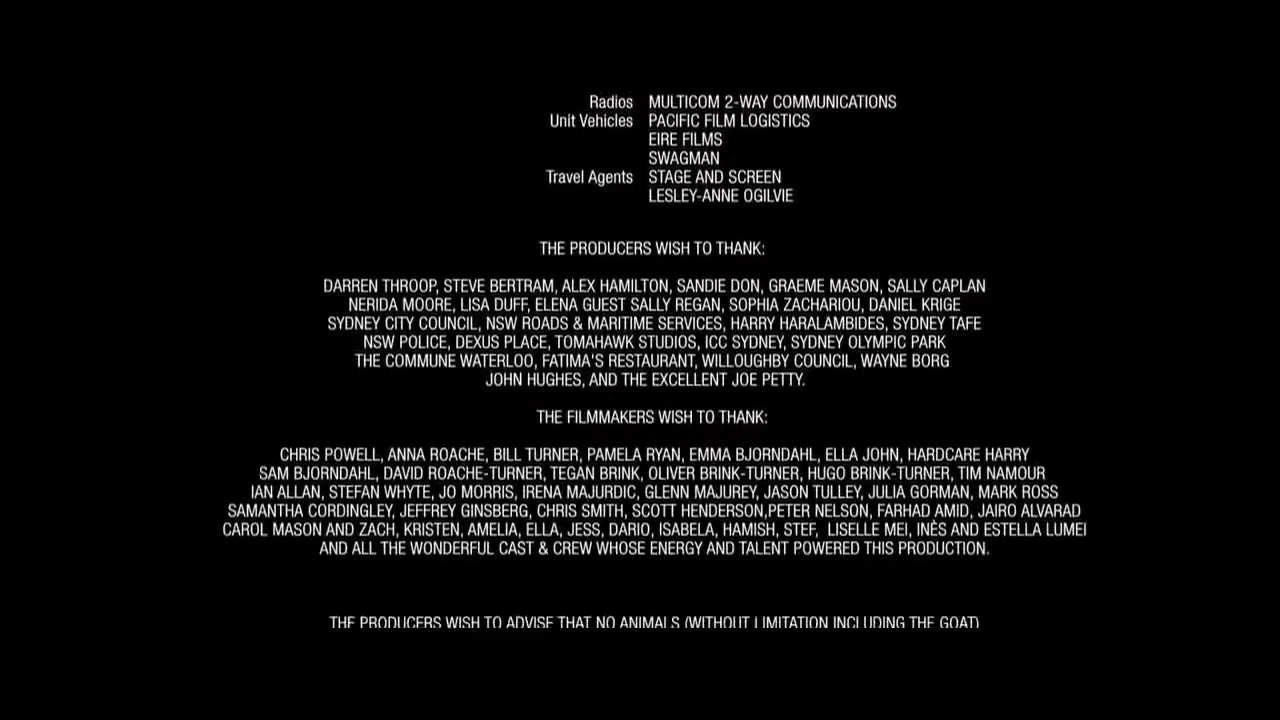 Radios MULTICOM 2-WAY COMMUNICATIONS
Unit Vehicles PACIFIC FILM LOGISTICS
EIRE FILMS
SWAGMAN
Travel Agents STAGE AND SCREEN
LESLEY-ANNE OGILVIE
THE PRODUCERS WISH TO THANK:
DARREN THROOP, STEVE BERTRAM, ALEX HAMILTON, SANDIE DON, GRAEME MASON, SALLY CAPLAN
NERIDA MOORE, LISA DUFF, ELENA GUEST SALLY REGAN, SOPHIA ZACHARIOU, DANIEL KRIGE
SYDNEY CITY COUNCIL, NSW ROADS & MARITIME SERVICES, HARRY HARALAMBIDES, SYDNEY TAFE
NSW POLICE, DEXUS PLACE, TOMAHAWK STUDIOS, ICC SYDNEY, SYDNEY OLYMPIC PARK
THE COMMUNE WATERLOO, FATIMA'S RESTAURANT, WILLOUGHBY COUNCIL, WAYNE BORG
JOHN HUGHES, AND THE EXCELLENT JOE PETTY.
THE FILMMAKERS WISH TO THANK:
CHRIS POWELL, ANNA ROACHE, BILL TURNER, PAMELA RYAN, EMMA BJORNDAHL, ELLA JOHN, HARDCARE HARRY
SAM BJORNDAHL, DAVID ROACHE-TURNER, TEGAN BRINK, OLIVER BRINK-TURNER, HUGO BRINK-TURNER, TIM NAMOUR
IAN ALLAN, STEFAN WHYTE, JO MORRIS, IRENA MAJURDIC, GLENN MAJUREY, JASON TULLEY, JULIA GORMAN, MARK ROSS
SAMANTHA CORDINGLEY, JEFFREY GINSBERG, CHRIS SMITH, SCOTT HENDERSON,PETER NELSON, FARHAD AMID, JAIRO ALVARAD
CAROL MASON AND ZACH, KRISTEN, AMELIA, ELLA, JESS, DARIO, ISABELA, HAMISH, STEF,  LISELLE MEI, INÈS AND ESTELLA LUMEI
AND ALL THE WONDERFUL CAST & CREW WHOSE ENERGY AND TALENT POWERED THIS PRODUCTION.
THE PRODUCERS WISH TO ADVISE THAT NO ANIMALS (WITHOUT LIMITATION INCLUDING THE GOAT)